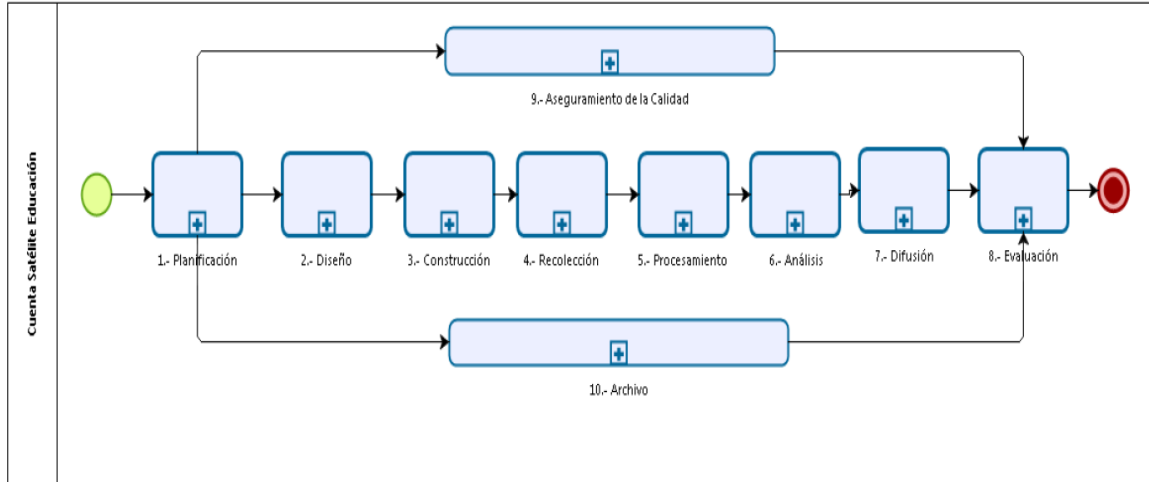 Cuenta Satélite Educación
9.- Aseguramiento de la Calidad
1.- Planificación
2.- Diseño
3.- Construcción
4.- Recolección
5.- Procesamiento
6.- Análisis
7.- Difusión
8.- Evaluación
10.- Archivo